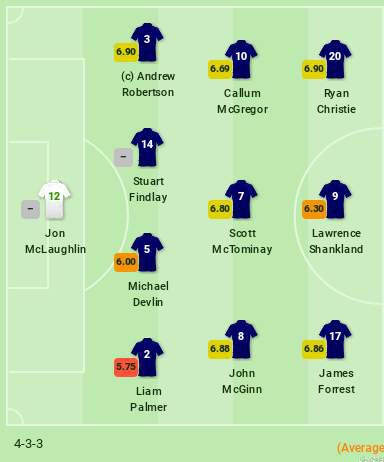 3
6.90
(c) Andrew
Robertson
10
6.69
Callum
McGregor
20
6.90
Ryan
Christie
14
–
Stuart
Findlay
12
–
Jon
McLaughlin
7
6.80
Scott
McTominay
9
6.30
Lawrence
Shankland
5
6.00
Michael
Devlin
2
5.75
Liam
Palmer
8
6.88
John
McGinn
17
6.86
James
Forrest
4-3-3
(Average